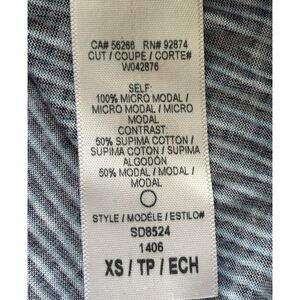 CA# 56266 RN# 92874
CUT / COUPE / CORTE#
W042876
SELF:
100% MICRO MODAL /
MICRO MODAL / MICRO
MODAL
CONTRAST:
50% SUPIMA COTTON /
SUPIMA COTON / SUPIMA
ALGODÓN
50% MODAL / MODAL /
MODAL
STYLE / MODÈLE / ESTILO#
SD8524
1406
XS / TP / ECH